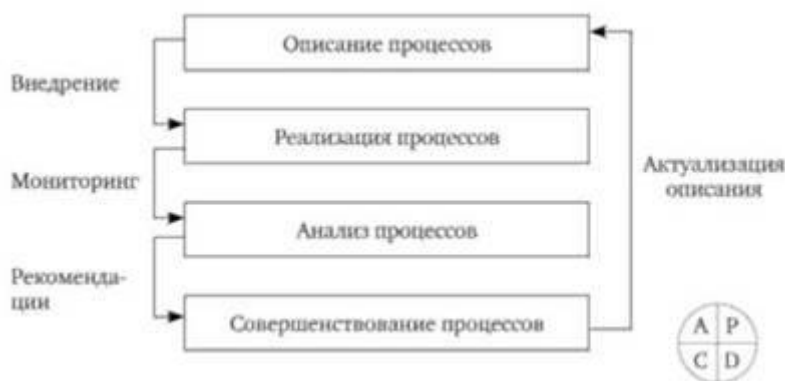 Описание процессов
Внедрение
Реализация процессов
Мониторинг
Актуализация
описания
Анализ процессов
Рекоменда-
ции
Совершенствование процессов
A P
C D